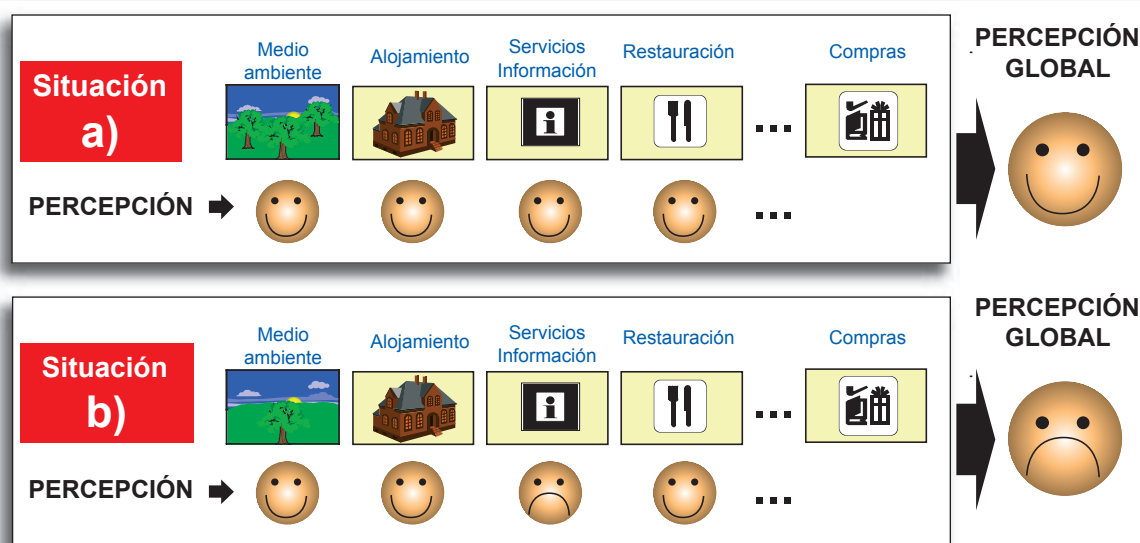 Situación
a)
Medio
ambiente
Alojamiento
Servicios
Información
Restauración
...
Compras
PERCEPCIÓN
...
PERCEPCIÓN
GLOBAL
Situación
b)
Medio
ambiente
Alojamiento
Servicios
Información
Restauración
...
Compras
PERCEPCIÓN
...
PERCEPCIÓN
GLOBAL